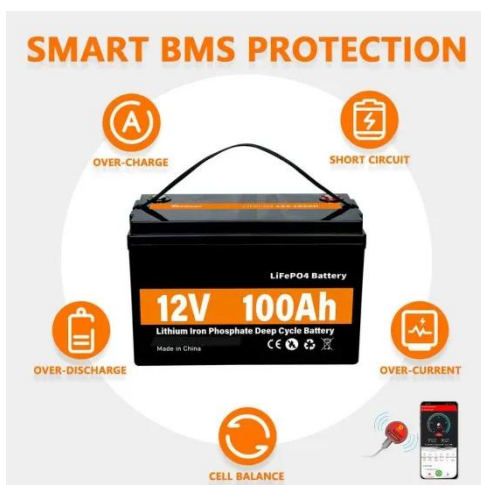 SMART BMS PROTECTION
A
OVER-CHARGE
SHORT CIRCUIT
LiFePO4 Battery
12V 100Ah
Lithium Iron Phosphate Deep Cycle Battery
Made in China
CE
OVER-DISCHARGE
OVER-CURRENT
CELL BALANCE